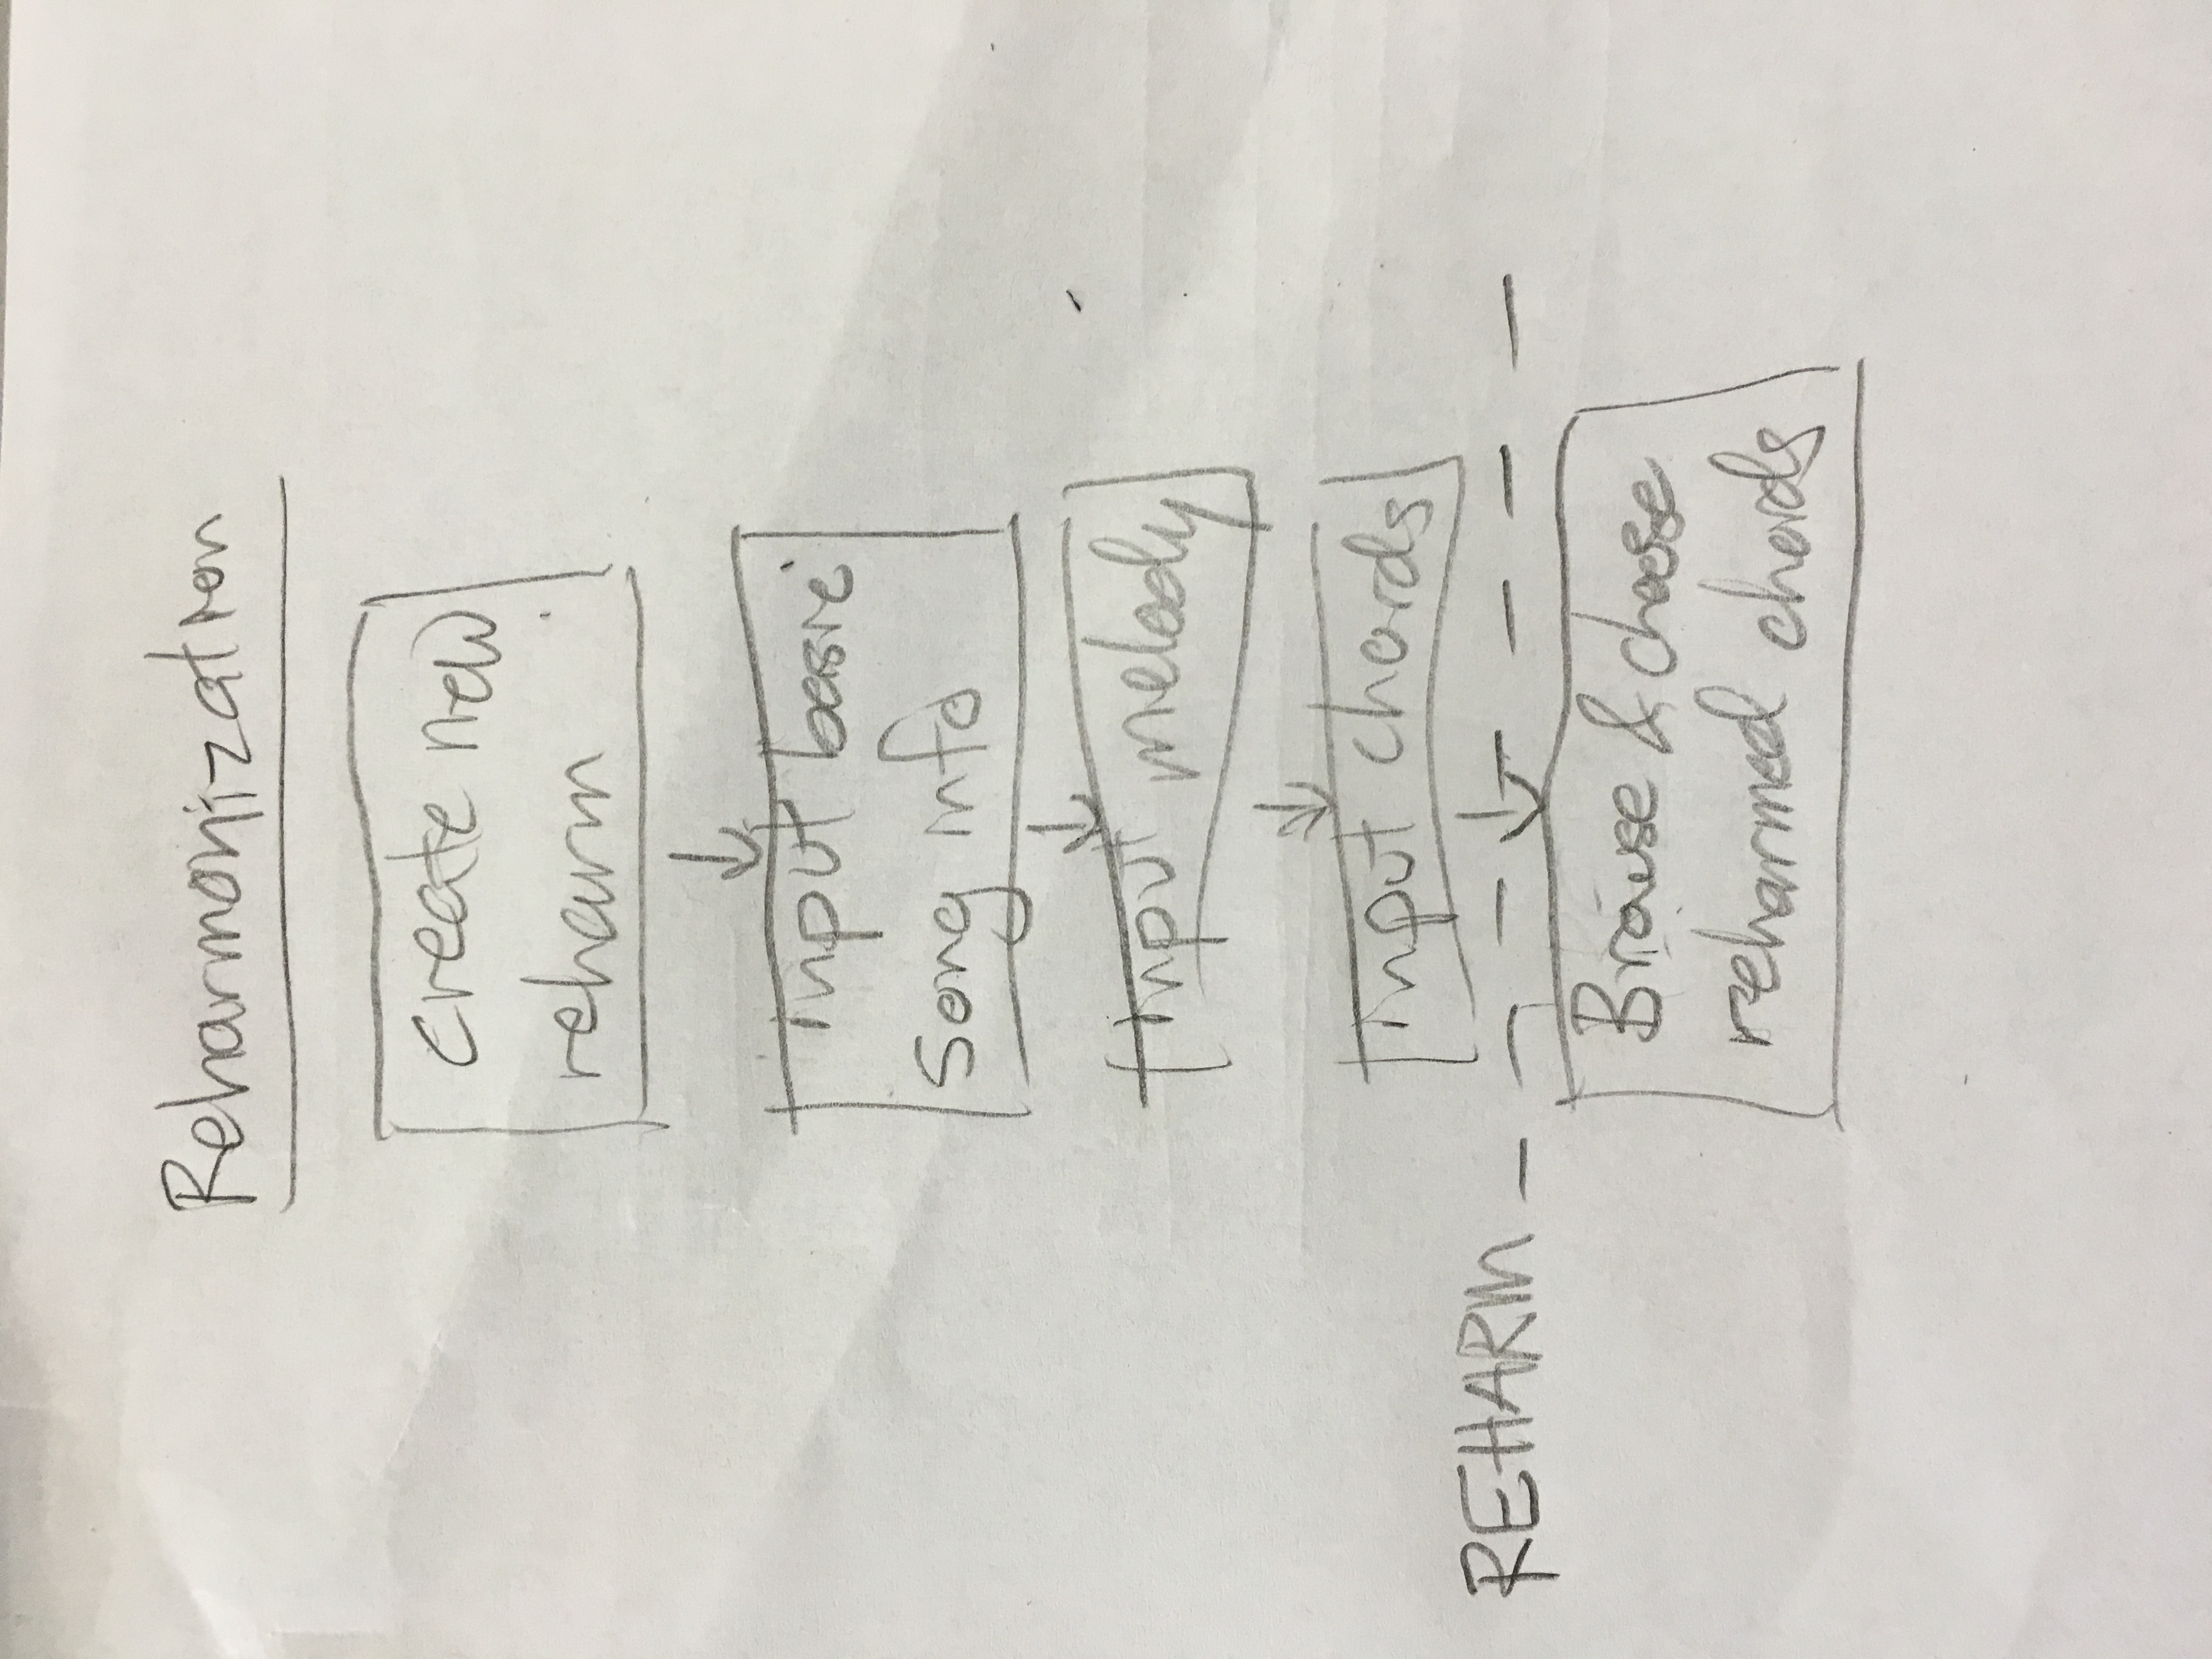 Reharmonization
create new
reharm
input basic
song info
input melody
input chords
REHARM
Browse & choose
reharmed chords